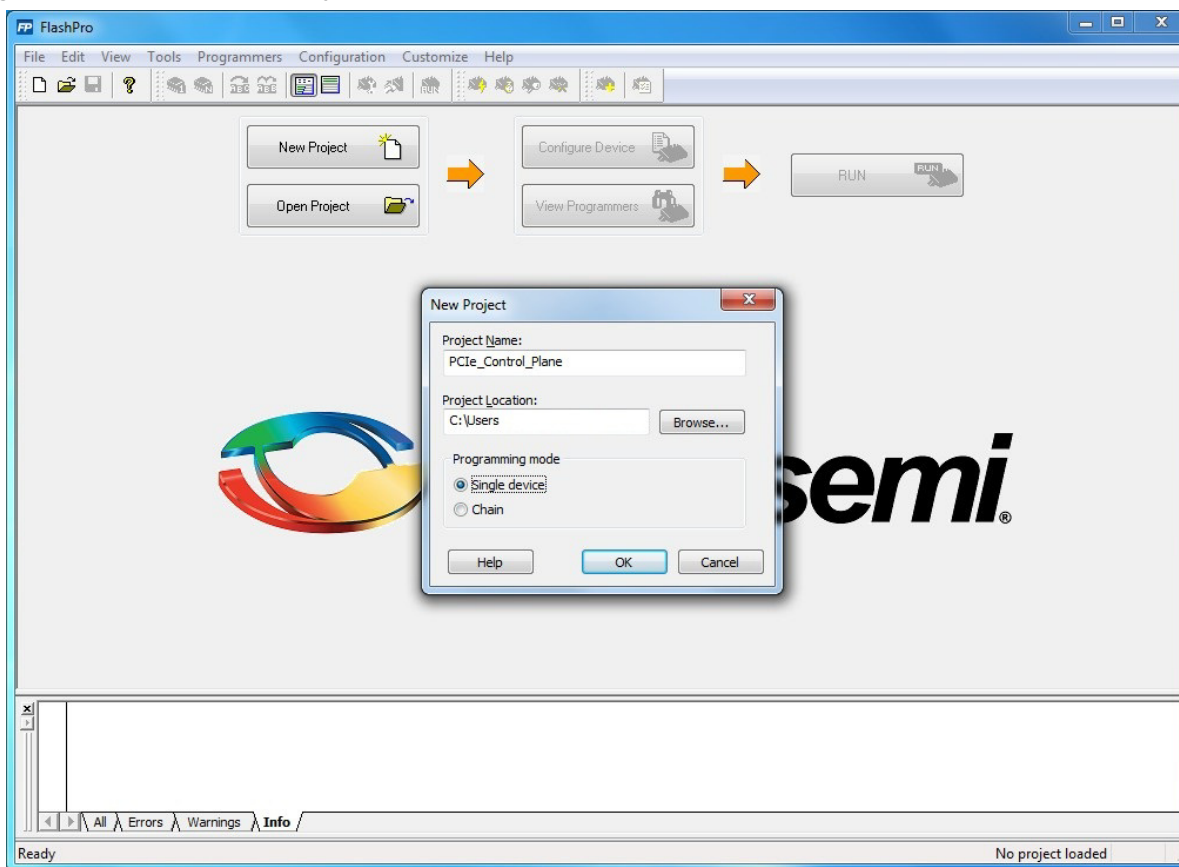 FP FlashPro
File Edit View Tools Programmers Configuration Customize Help
New Project
Configure Device
RUN
RUN
Open Project
View Programmers
New Project
Project Name:
PCIe_Control_Plane
Project Location:
C:\Users
Browse...
Programming mode
Single device
Chain
Help
OK
Cancel
semi®
All
Errors
Warnings
Info
Ready
No project loaded